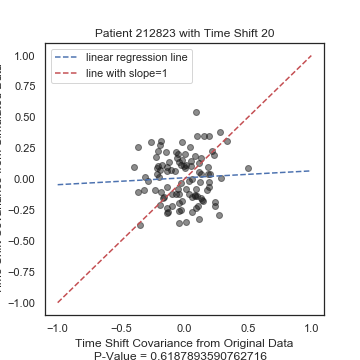 Patient 212823 with Time Shift 20
linear regression line
line with slope=1
1.00
0.75
0.50
0.25
0.00
−0.25
−0.50
−0.75
−1.00
−1.0
−0.5
0.0
0.5
1.0
Time Shift Covariance from Original Data
P-Value = 0.6187893590762716